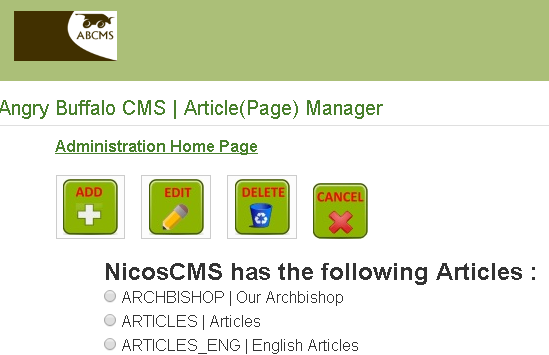 ABCMS
Angry Buffalo CMS | Article(Page) Manager
Administration Home Page
ADD EDIT DELETE CANCEL
NicosCMS has the following Articles :
ARCHBISHOP | Our Archbishop
ARTICLES | Articles
ARTICLES_ENG | English Articles